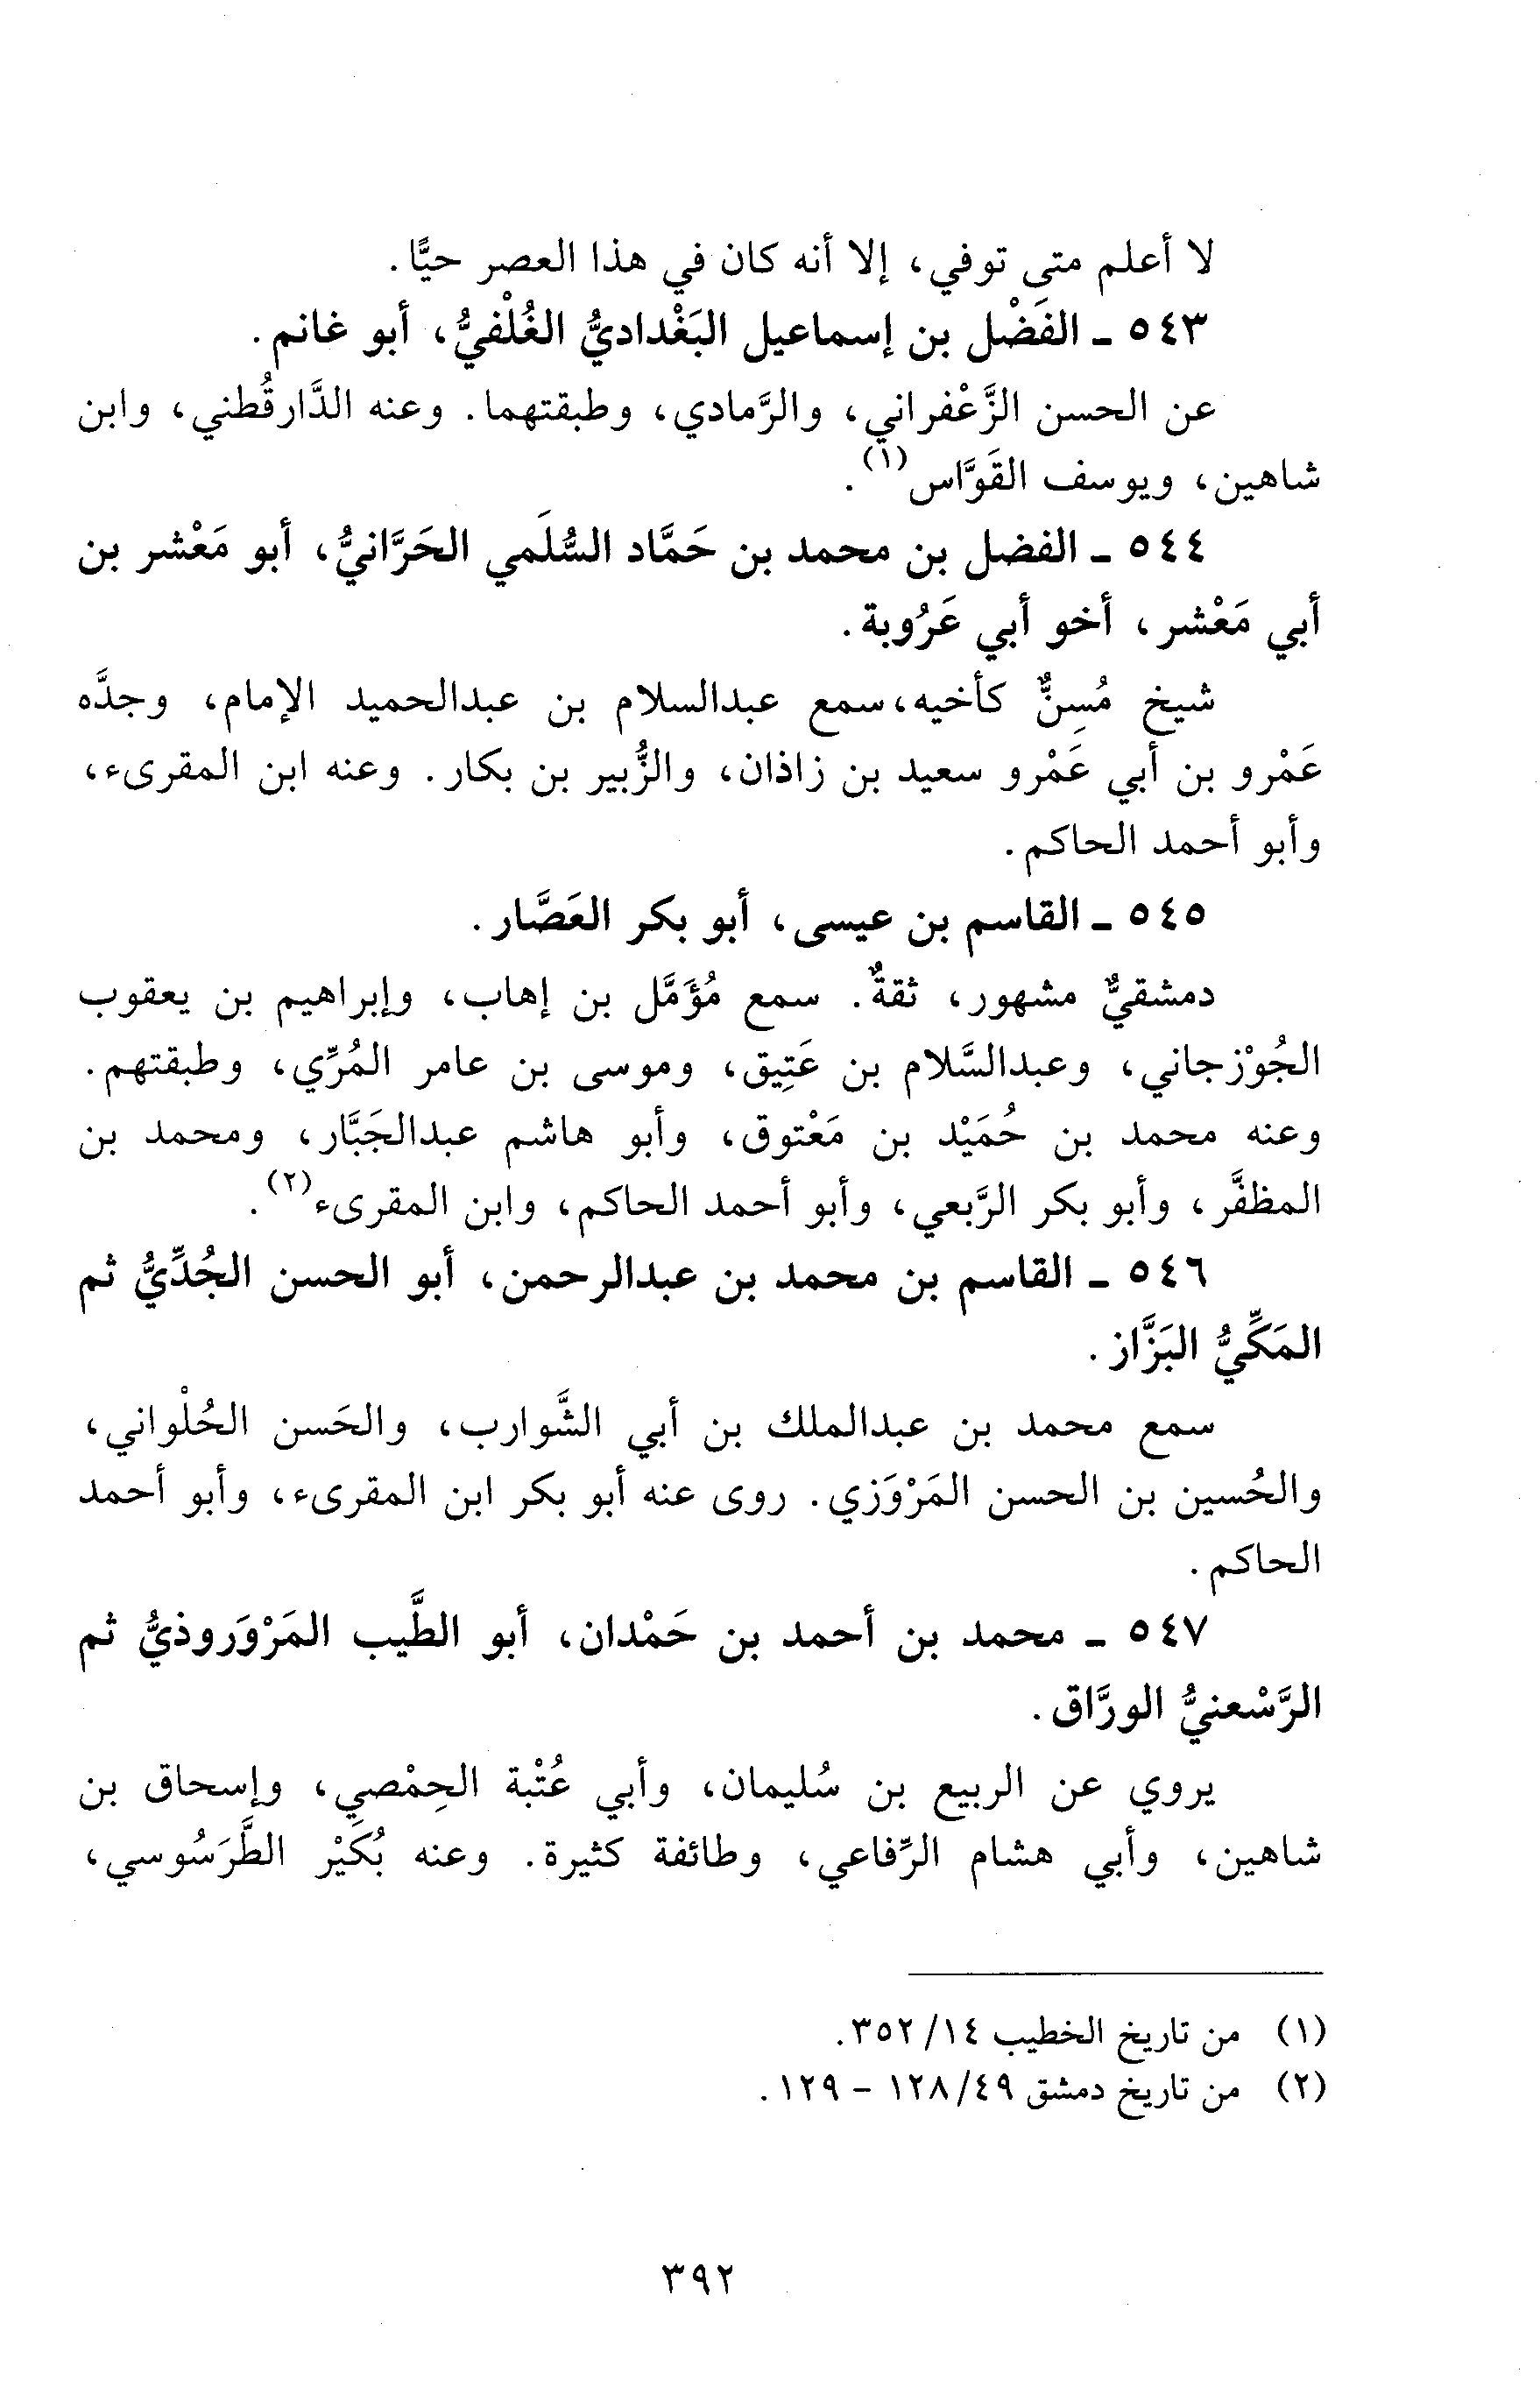 لا أعلم متى توفي، إلا أنه كان في هذا العصر حيًّا.
٥٤٣ ـ الفَضْل بن إسماعيل البَغْداديُّ الغُلْفيُّ، أبو غانم.
عن الحسن الزَّعْفراني، والرَّمادي، وطبقتهما. وعنه الدَّارقُطني، وابن
شاهين، ويوسف القَوَّاس(١).
٥٤٤ ـ الفضل بن محمد بن حَمَّاد السُّلَمي الحَرَّانيُّ، أبو مَعْشر بن
أبي مَعْشر، أخو أبي عَرُوبة.
شيخ مُسِنٌّ كأخيه، سمع عبدالسلام بن عبدالحميد الإمام، وجدَّه
عَمْرو بن أبي عَمْرو سعيد بن زاذان، والزُّبير بن بكار. وعنه ابن المقرىء،
وأبو أحمد الحاكم.
٥٤٥ ـ القاسم بن عيسى، أبو بكر العَصَّار.
دمشقيٌّ مشهور، ثقةٌ. سمع مُؤَمَّل بن إهاب، وإبراهيم بن يعقوب
الجُوْزجاني، وعبدالسَّلام بن عَتِيق، وموسى بن عامر المُرِّي، وطبقتهم.
وعنه محمد بن حُمَيْد بن مَعْتوق، وأبو هاشم عبدالجَبَّار، ومحمد بن
المظفَّر، وأبو بكر الرَّبعي، وأبو أحمد الحاكم، وابن المقرىء(٢).
٥٤٦ ـ القاسم بن محمد بن عبدالرحمن، أبو الحسن الجُدِّيُّ ثم
المَكِّيُّ البَزَّاز.
سمع محمد بن عبدالملك بن أبي الشَّوارب، والحَسن الحُلْواني،
والحُسين بن الحسن المَرْوَزي. روى عنه أبو بكر ابن المقرىء، وأبو أحمد
الحاكم.
٥٤٧ ـ محمد بن أحمد بن حَمْدان، أبو الطَّيب المَرْوَروذيُّ ثم
الرَّسْعنيُّ الورَّاق.
يروي عن الربيع بن سُليمان، وأبي عُتْبة الحِمْصي، وإسحاق بن
شاهين، وأبي هشام الرِّفاعي، وطائفة كثيرة. وعنه بُكَيْر الطَّرَسُوسي،
(١) من تاريخ الخطيب ١٤/ ٣٥٢.
(٢) من تاريخ دمشق ٤٩/ ١٢٨ - ١٢٩.
٣٩٢